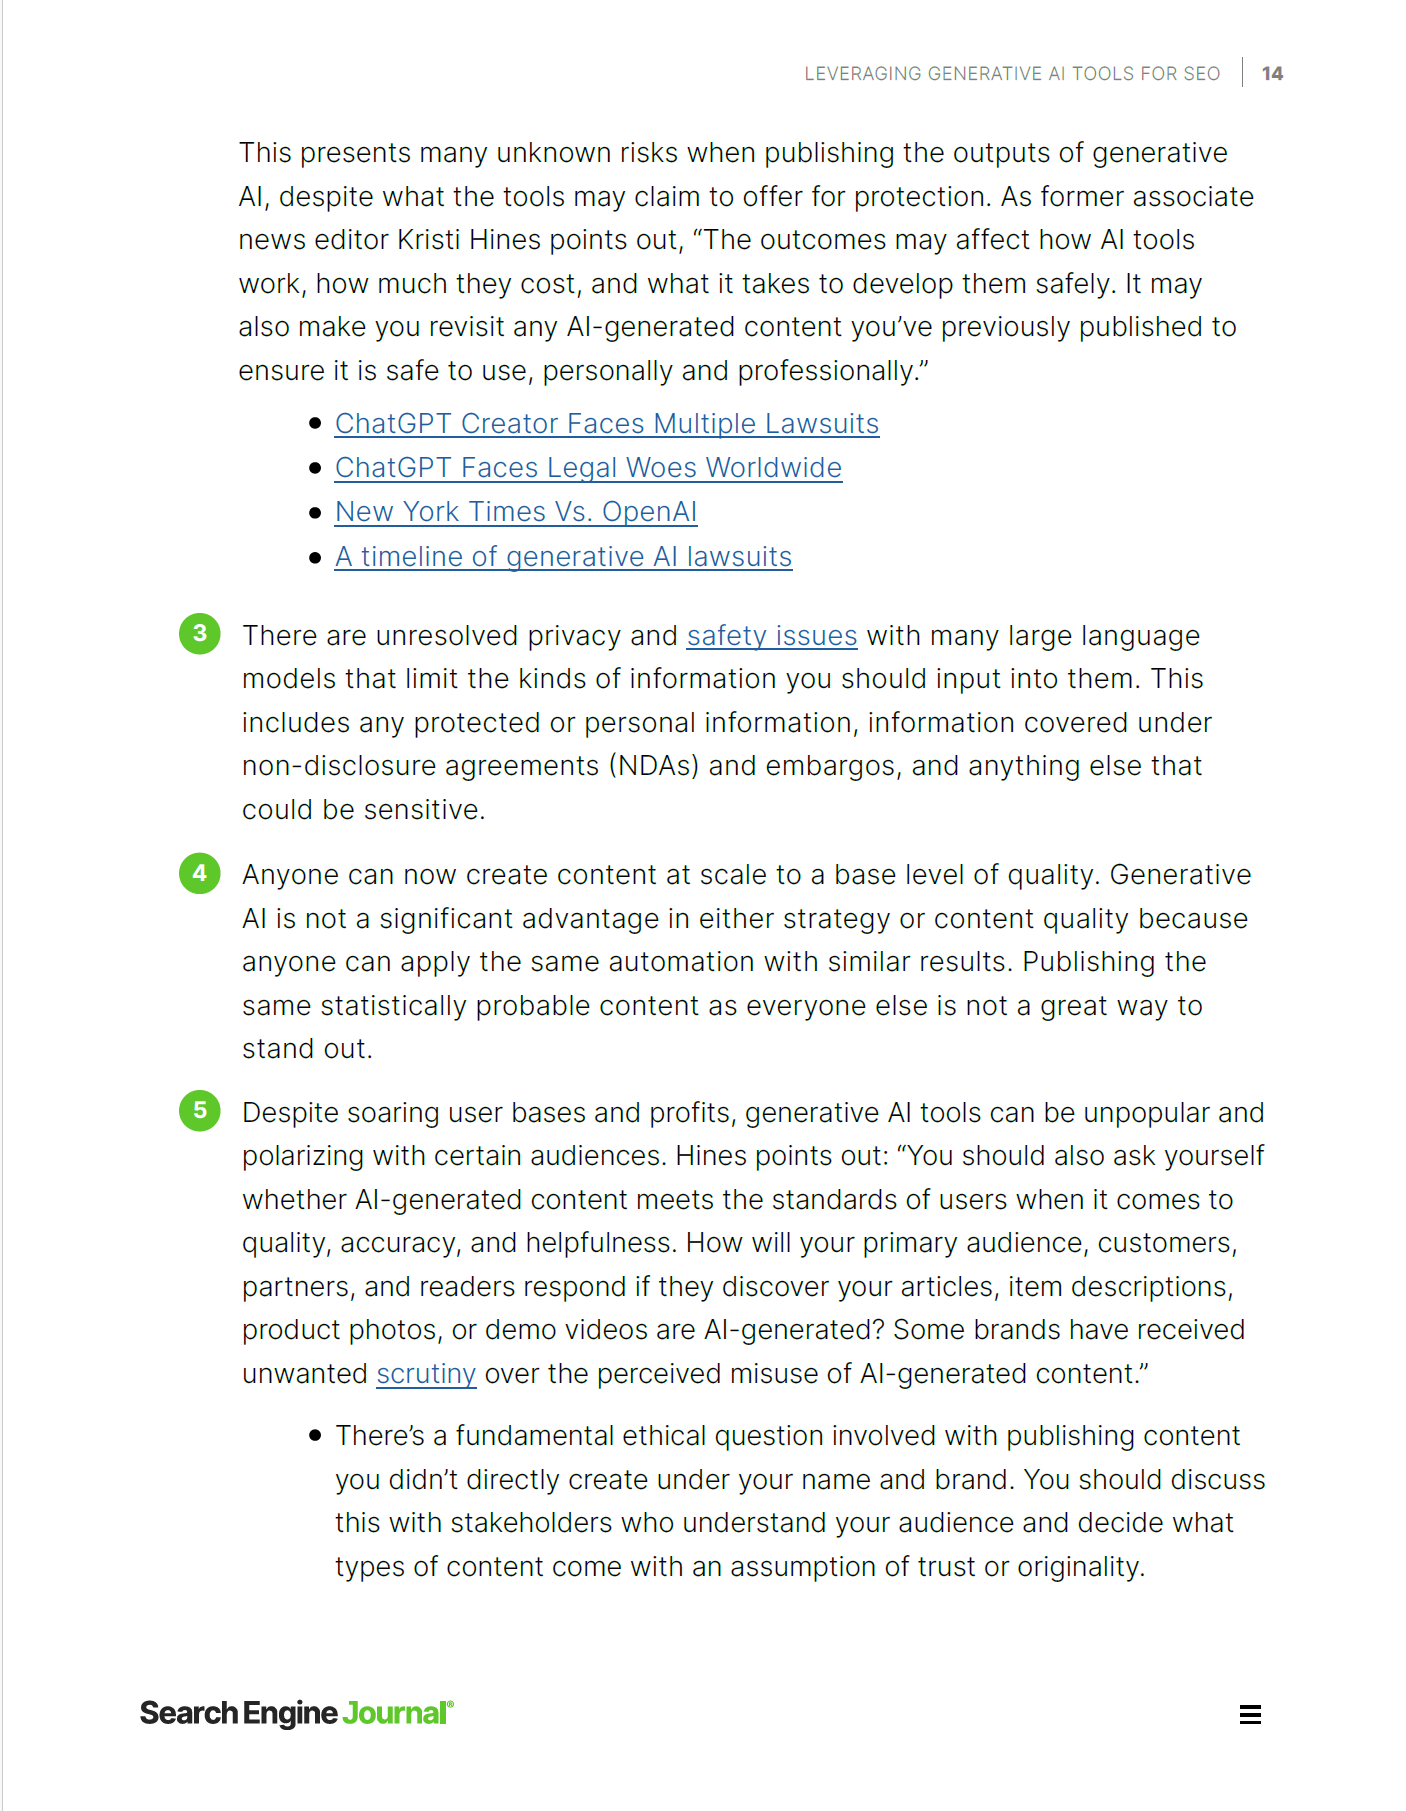 LEVERAGING GENERATIVE AI TOOLS FOR SEO | 14
This presents many unknown risks when publishing the outputs of generative
AI, despite what the tools may claim to offer for protection. As former associate
news editor Kristi Hines points out, “The outcomes may affect how AI tools
work, how much they cost, and what it takes to develop them safely. It may
also make you revisit any AI-generated content you’ve previously published to
ensure it is safe to use, personally and professionally.”
• ChatGPT Creator Faces Multiple Lawsuits
• ChatGPT Faces Legal Woes Worldwide
• New York Times Vs. OpenAI
• A timeline of generative AI lawsuits
3 There are unresolved privacy and safety issues with many large language
models that limit the kinds of information you should input into them. This
includes any protected or personal information, information covered under
non-disclosure agreements (NDAs) and embargos, and anything else that
could be sensitive.
4 Anyone can now create content at scale to a base level of quality. Generative
AI is not a significant advantage in either strategy or content quality because
anyone can apply the same automation with similar results. Publishing the
same statistically probable content as everyone else is not a great way to
stand out.
5 Despite soaring user bases and profits, generative AI tools can be unpopular and
polarizing with certain audiences. Hines points out: “You should also ask yourself
whether AI-generated content meets the standards of users when it comes to
quality, accuracy, and helpfulness. How will your primary audience, customers,
partners, and readers respond if they discover your articles, item descriptions,
product photos, or demo videos are AI-generated? Some brands have received
unwanted scrutiny over the perceived misuse of AI-generated content.”
• There’s a fundamental ethical question involved with publishing content
you didn’t directly create under your name and brand. You should discuss
this with stakeholders who understand your audience and decide what
types of content come with an assumption of trust or originality.
Search Engine Journal®